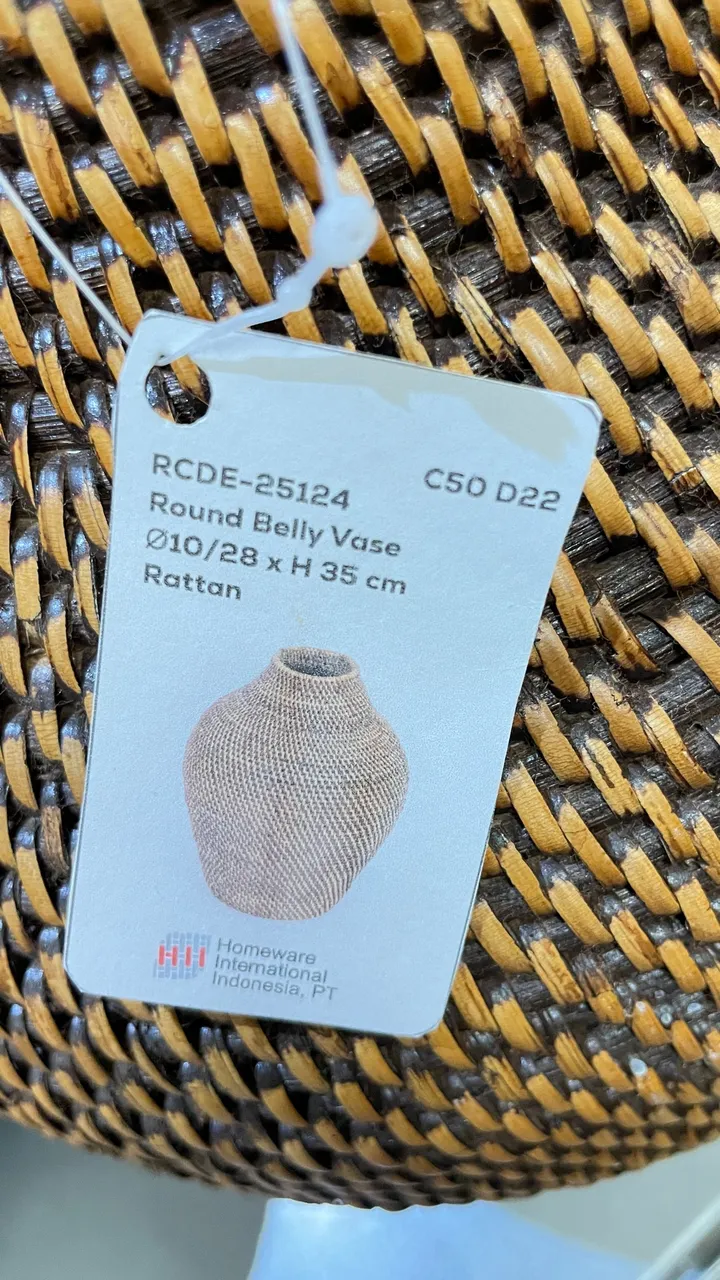 RCDE-25124
C50 D22
Round Belly Vase
Ø10/28 x H 35 cm
Rattan
HII
Homeware
International
Indonesia, PT